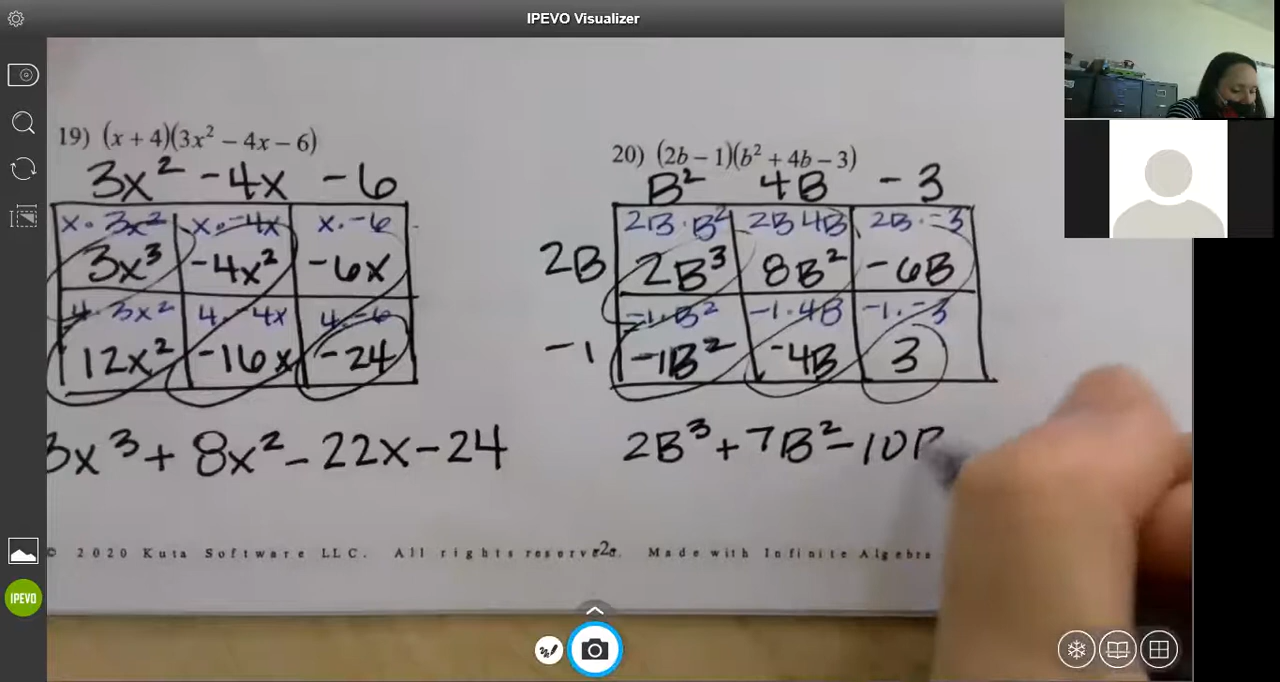 IPEVO Visualizer
19) (x + 4)(3x² − 4x − 6)
3x² -4x -6
x·3x² x·-4x x·-6
3x³ -4x² -6x
4·3x² 4·-4x 4·-6
12x² -16x -24
3x³ + 8x² - 22x - 24
20) (2b − 1)(b² + 4b − 3)
B² 4B -3
2B·B² 2B 4B 2B·-3
2B 2B³ 8B² -6B
-1·B² -1·4B -1·-3
-1 -1B² -4B 3
2B³ + 7B² - 10B
© 2020 Kuta Software LLC. All rights reserve. -2- Made with Infinite Algebra
IPEVO